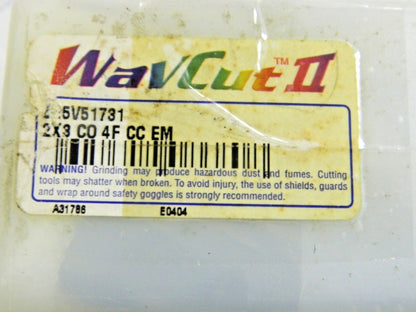 WavCut™ II
5V51731
2X3 CO 4F CC EM
WARNING! Grinding may produce hazardous dust and fumes. Cutting
tools may shatter when broken. To avoid injury, the use of shields, guards
and wrap around safety goggles is strongly recommended.
A31786 E0404